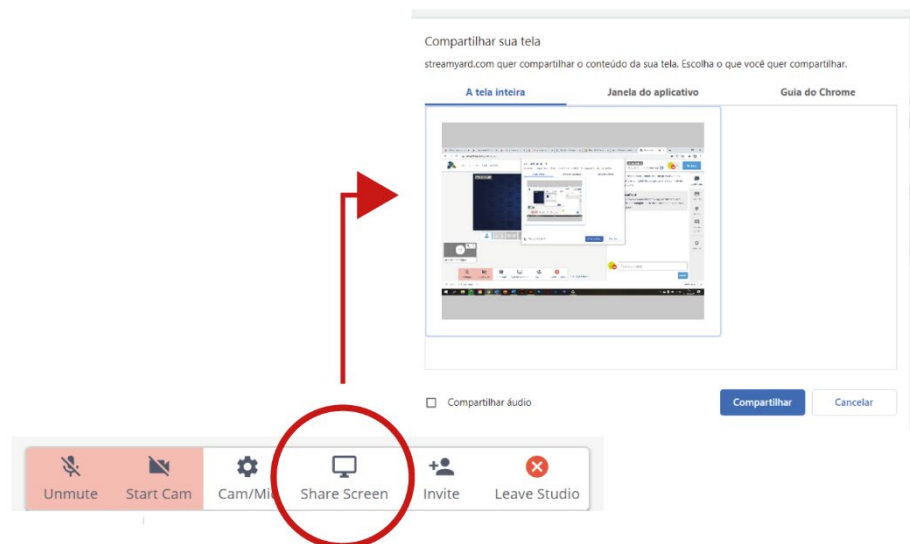 Compartilhar sua tela
streamyard.com quer compartilhar o conteúdo da sua tela. Escolha o que você quer compartilhar.
A tela inteira Janela do aplicativo Guia do Chrome
Compartilhar áudio Compartilhar Cancelar
Unmute Start Cam Cam/Mic Share Screen Invite Leave Studio